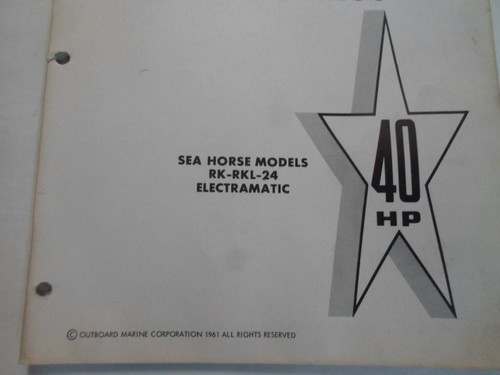 SEA HORSE MODELS
RK-RKL-24
ELECTRAMATIC
40
HP
© OUTBOARD MARINE CORPORATION 1961 ALL RIGHTS RESERVED